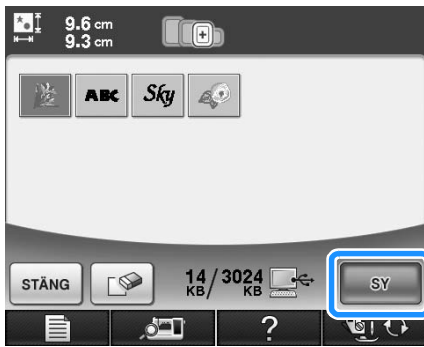 9.6 cm
9.3 cm
ABC Sky
STÄNG 14 KB / 3024 KB SY
?